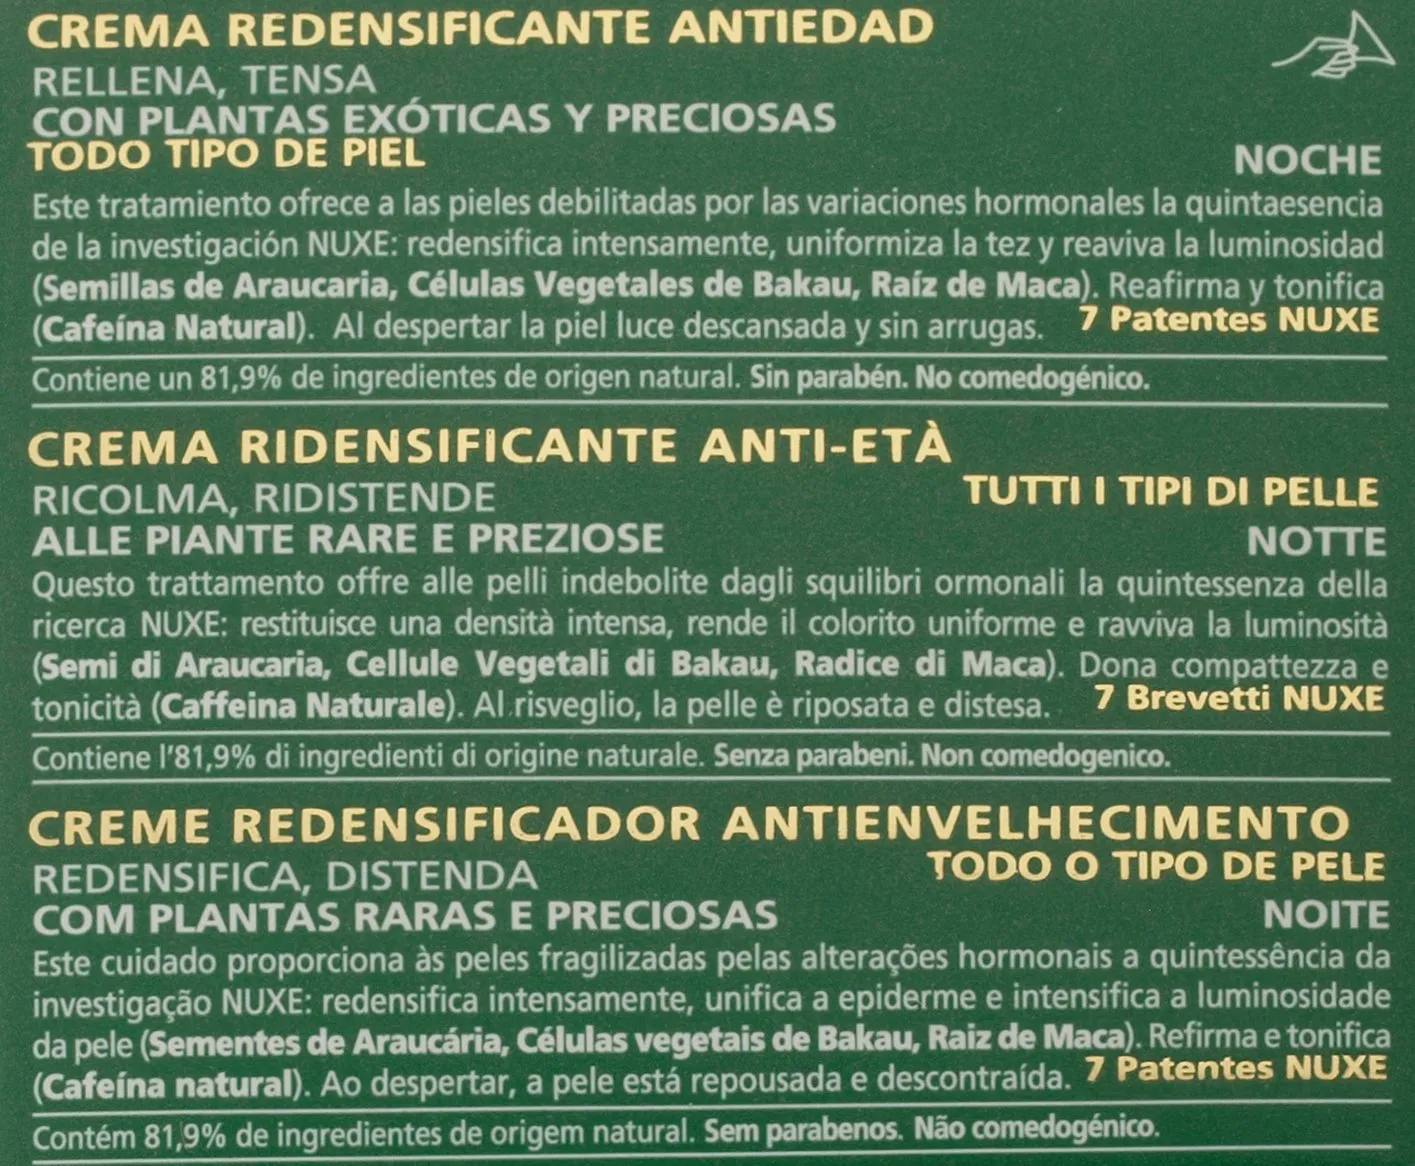 CREMA REDENSIFICANTE ANTIEDAD
RELLENA, TENSA
CON PLANTAS EXÓTICAS Y PRECIOSAS
TODO TIPO DE PIEL
NOCHE
Este tratamiento ofrece a las pieles debilitadas por las variaciones hormonales la quintaesencia
de la investigación NUXE: redensifica intensamente, uniformiza la tez y reaviva la luminosidad
(Semillas de Araucaria, Células Vegetales de Bakau, Raíz de Maca). Reafirma y tonifica
(Cafeína Natural). Al despertar la piel luce descansada y sin arrugas. 7 Patentes NUXE
Contiene un 81,9% de ingredientes de origen natural. Sin parabén. No comedogénico.
CREMA RIDENSIFICANTE ANTI-ETÀ
RICOLMA, RIDISTENDE TUTTI I TIPI DI PELLE
ALLE PIANTE RARE E PREZIOSE NOTTE
Questo trattamento offre alle pelli indebolite dagli squilibri ormonali la quintessenza della
ricerca NUXE: restituisce una densità intensa, rende il colorito uniforme e ravviva la luminosità
(Semi di Araucaria, Cellule Vegetali di Bakau, Radice di Maca). Dona compattezza e
tonicità (Caffeina Naturale). Al risveglio, la pelle è riposata e distesa. 7 Brevetti NUXE
Contiene l'81,9% di ingredienti di origine naturale. Senza parabeni. Non comedogenico.
CREME REDENSIFICADOR ANTIENVELHECIMENTO
REDENSIFICA, DISTENDA TODO O TIPO DE PELE
COM PLANTAS RARAS E PRECIOSAS NOITE
Este cuidado proporciona às peles fragilizadas pelas alterações hormonais a quintessência da
investigação NUXE: redensifica intensamente, unifica a epiderme e intensifica a luminosidade
da pele (Sementes de Araucária, Células vegetais de Bakau, Raiz de Maca). Refirma e tonifica
(Cafeína natural). Ao despertar, a pele está repousada e descontraída. 7 Patentes NUXE
Contém 81,9% de ingredientes de origem natural. Sem parabenos. Não comedogénico.